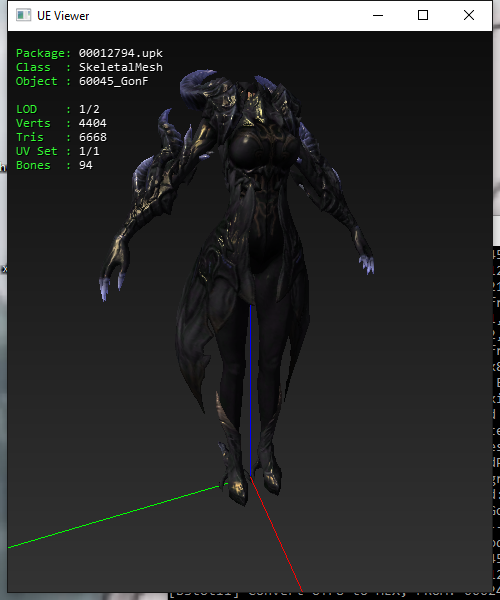 UE Viewer
Package: 00012794.upk
Class  : SkeletalMesh
Object : 60045_GonF
LOD    : 1/2
Verts  : 4404
Tris   : 6668
UV Set : 1/1
Bones  : 94